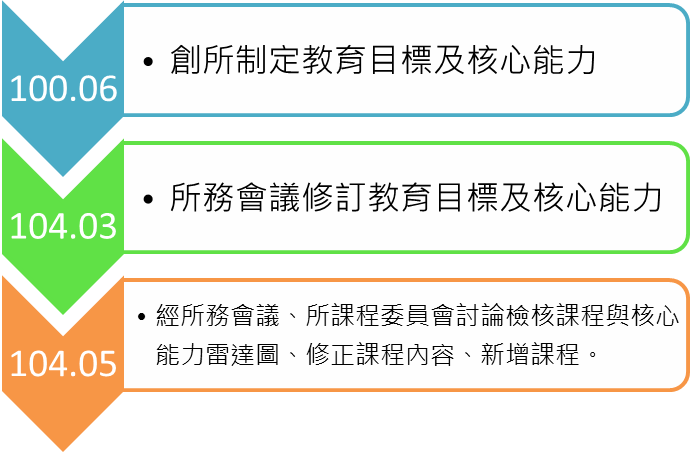 100.06
• 創所制定教育目標及核心能力
104.03
• 所務會議修訂教育目標及核心能力
104.05
• 經所務會議、所課程委員會討論檢核課程與核心
能力雷達圖、修正課程內容、新增課程。